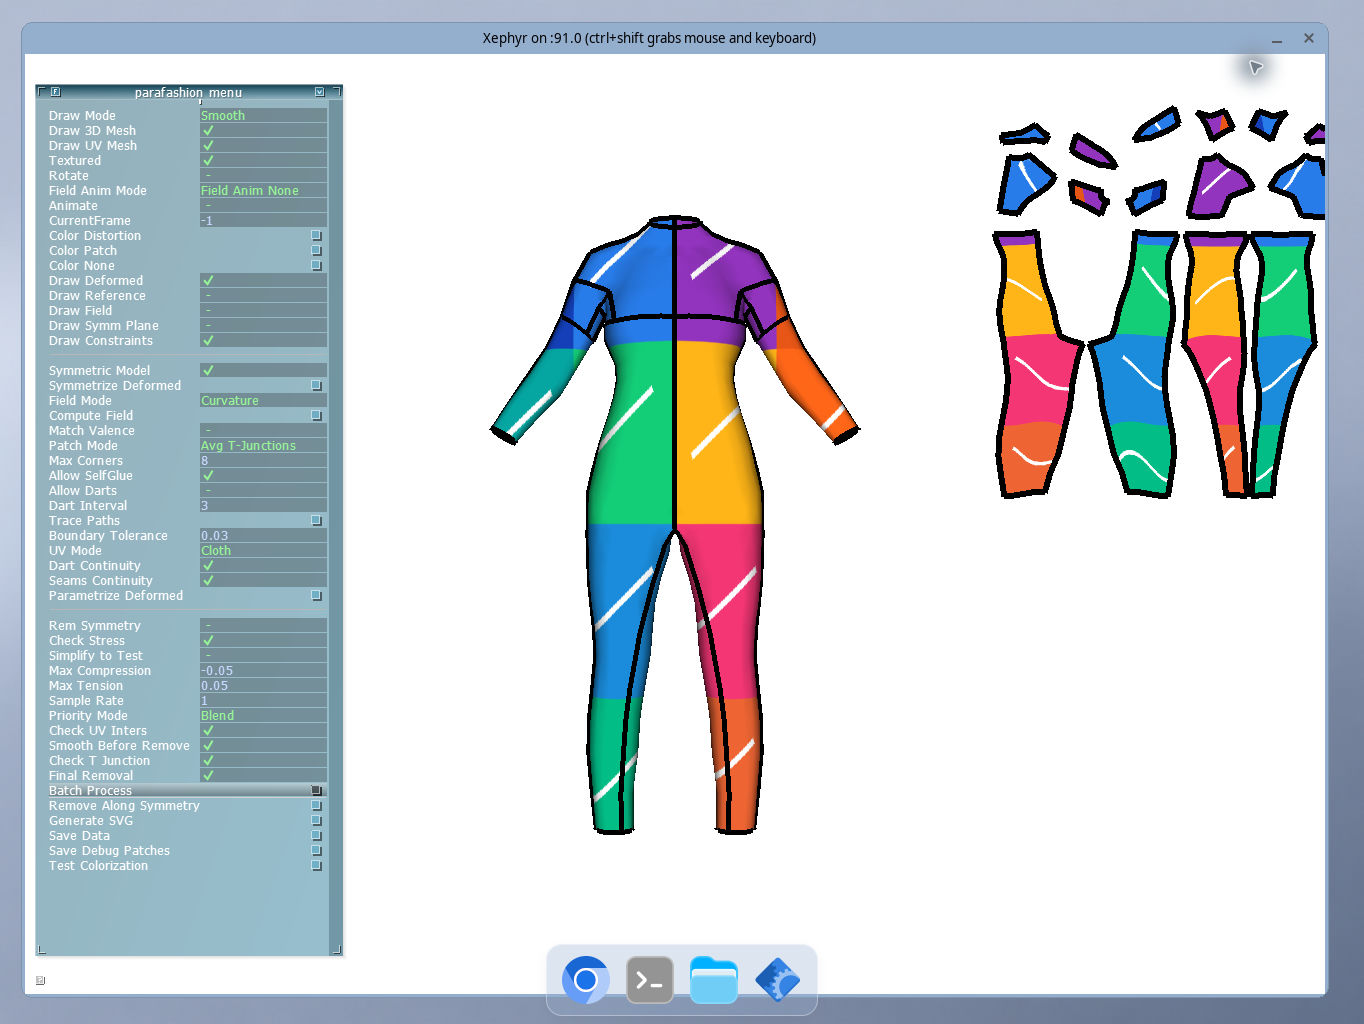 Xephyr on :91.0 (ctrl+shift grabs mouse and keyboard)
parafashion menu
Draw Mode Smooth
Draw 3D Mesh
Draw UV Mesh
Textured
Rotate -
Field Anim Mode Field Anim None
Animate -
CurrentFrame -1
Color Distortion
Color Patch
Color None
Draw Deformed
Draw Reference -
Draw Field -
Draw Symm Plane -
Draw Constraints
Symmetric Model
Symmetrize Deformed
Field Mode Curvature
Compute Field
Match Valence -
Patch Mode Avg T-Junctions
Max Corners 8
Allow SelfGlue
Allow Darts -
Dart Interval 3
Trace Paths
Boundary Tolerance 0.03
UV Mode Cloth
Dart Continuity
Seams Continuity
Parametrize Deformed
Rem Symmetry -
Check Stress
Simplify to Test -
Max Compression -0.05
Max Tension 0.05
Sample Rate 1
Priority Mode Blend
Check UV Inters
Smooth Before Remove
Check T Junction
Final Removal
Batch Process
Remove Along Symmetry
Generate SVG
Save Data
Save Debug Patches
Test Colorization